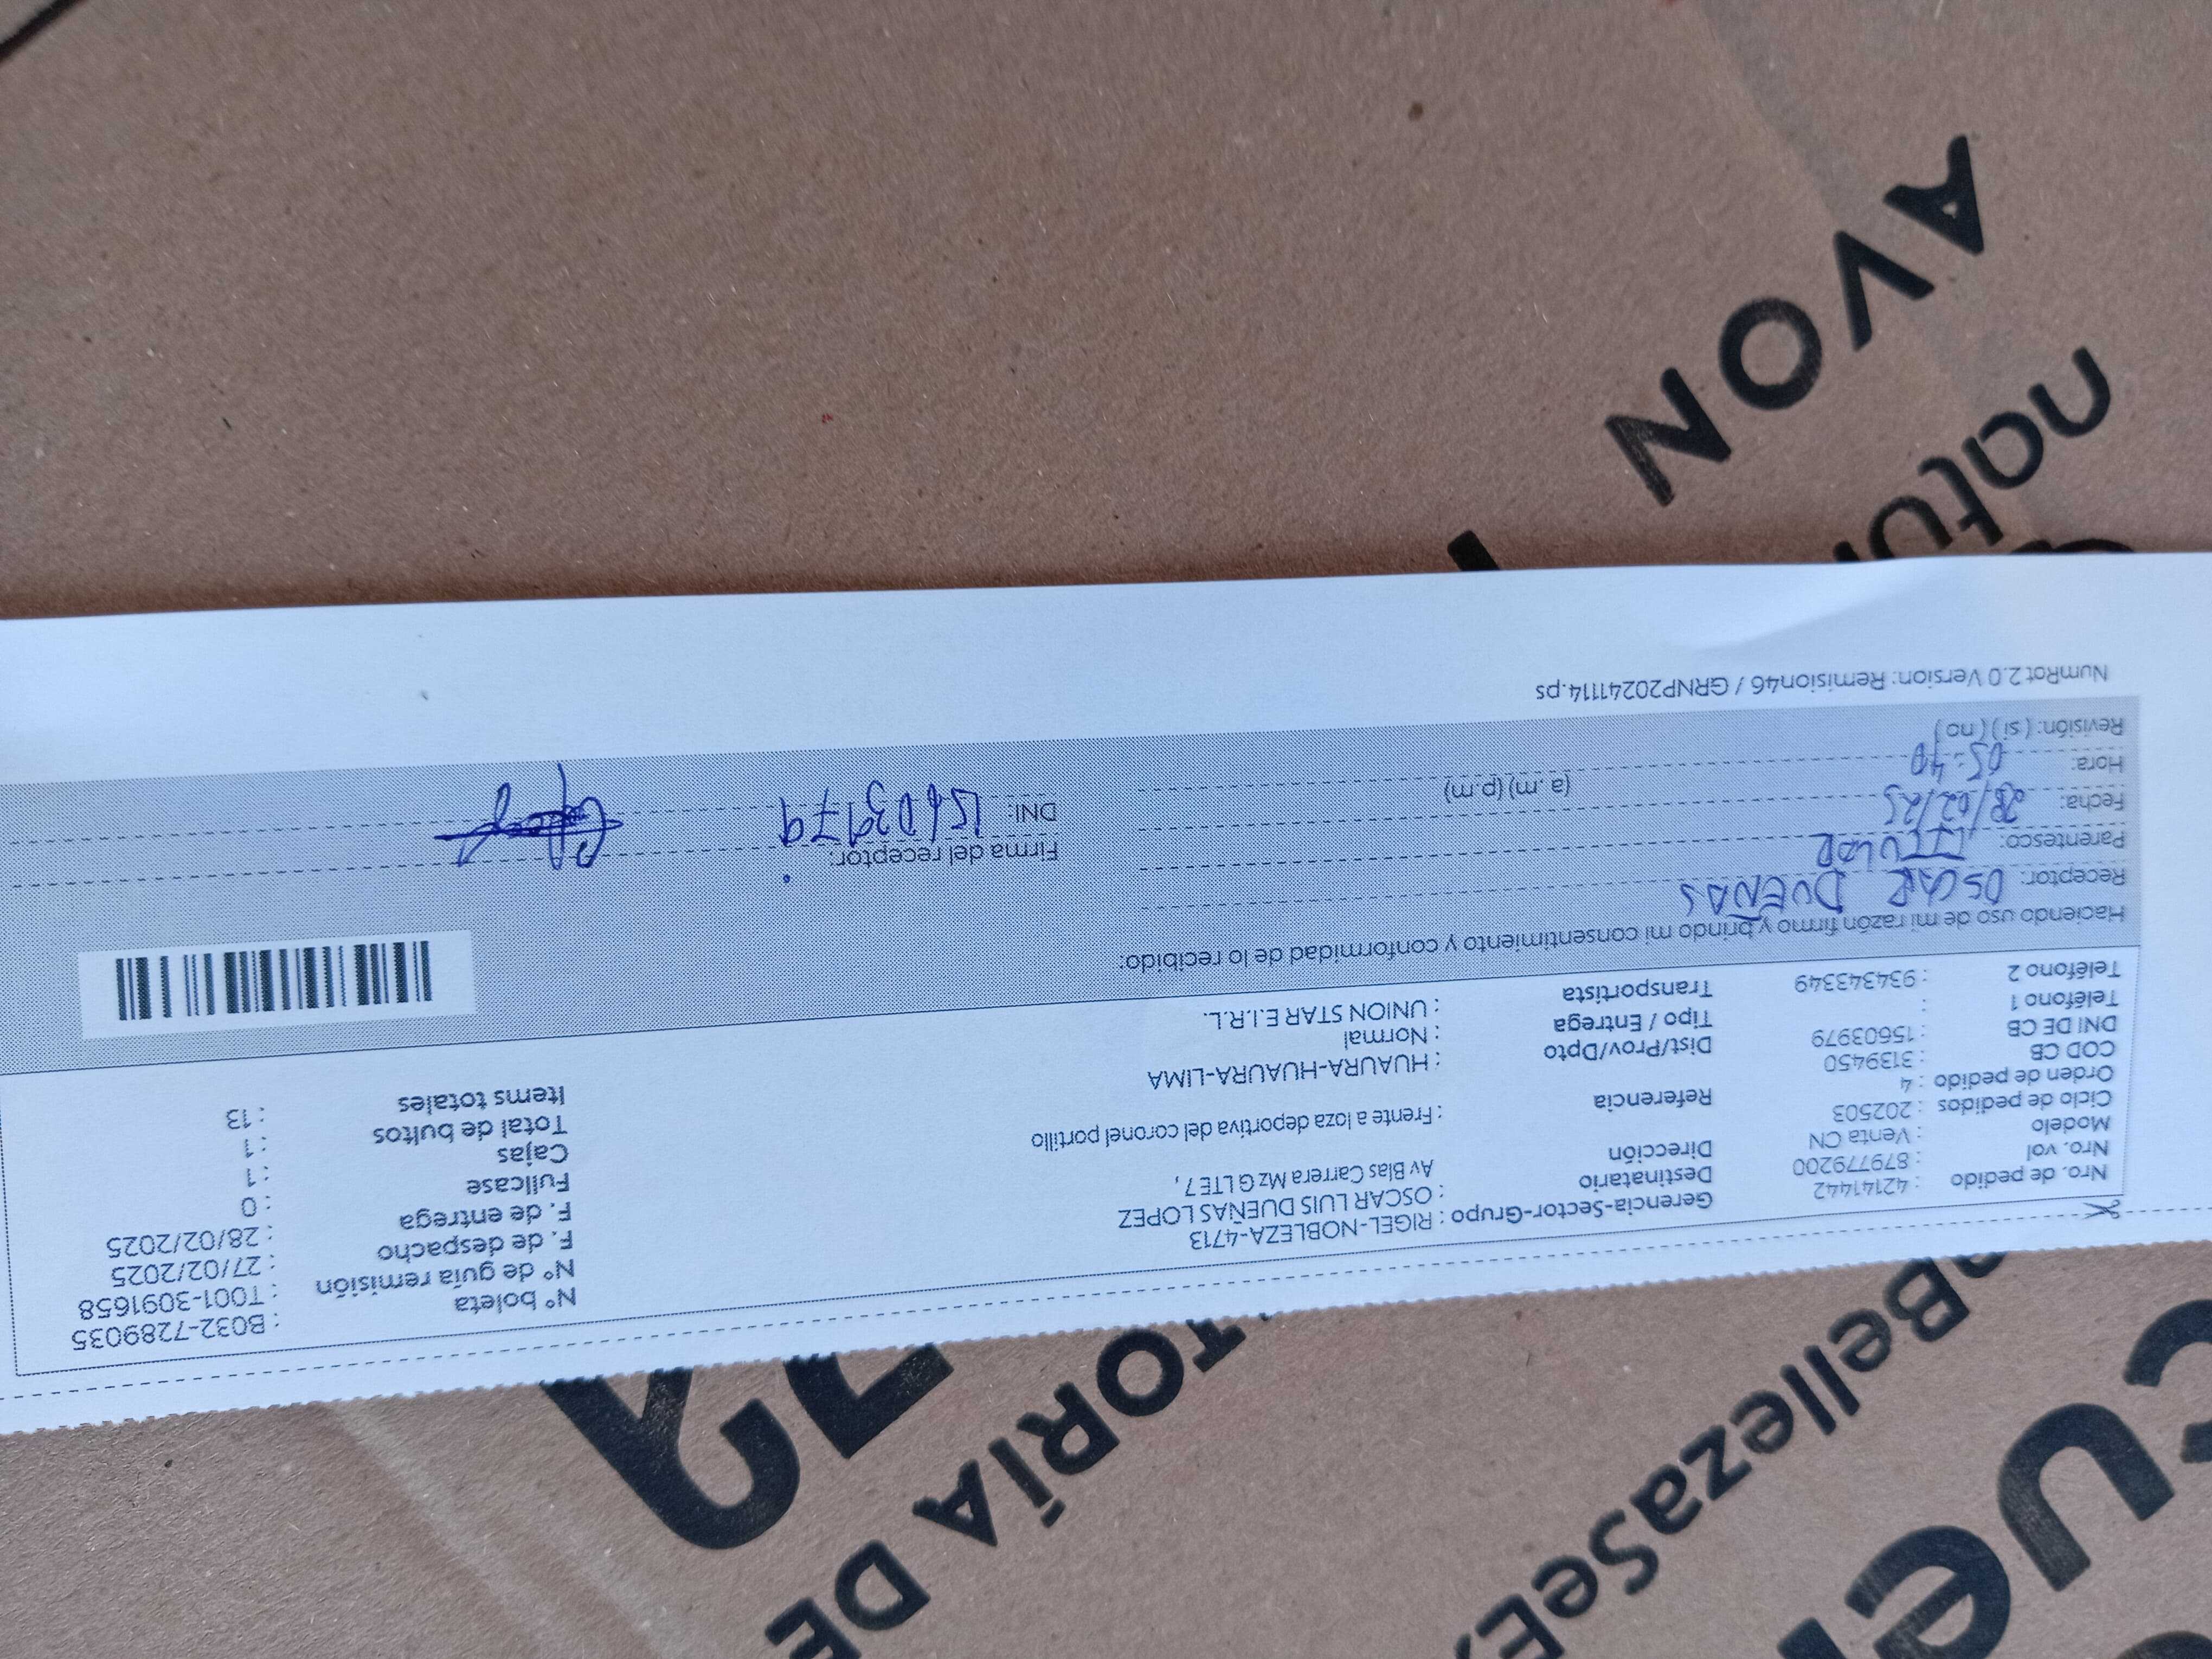 Nro. de pedido : 42141442
Nro. vol : 879779200
Modelo : Venta CN
Ciclo de pedidos : 202503
Orden de pedido : 4
COD CB : 3139450
DNI DE CB : 15603979
Teléfono 1 :
Teléfono 2 : 934343349
Gerencia-Sector-Grupo : RIGEL-NOBLEZA-4713
Destinatario : OSCAR LUIS DUEÑAS LOPEZ
Dirección Av Blas Carrera Mz G LTE 7 ,
Referencia : Frente a loza deportiva del coronel portillo
Dist/Prov/Dpto : HUAURA-HUAURA-LIMA
Tipo / Entrega : Normal
Transportista : UNION STAR E.I.R.L.
N° boleta : B032-7289035
N° de guía remisión : T001-3091658
F. de despacho : 27/02/2025
F. de entrega : 28/02/2025
Fullcase : 0
Cajas : 1
Total de bultos : 1
Items totales : 13
Haciendo uso de mi razón firmo y brindo mi consentimiento y conformidad de lo recibido:
Receptor: OSCAR DUEÑAS
Parentesco: TITULAR
Fecha: 28/02/25
Hora: 05:40 (a.m) (p.m)
Revisión: ( si ) ( no )
Firma del receptor:
DNI: 15603979
NumRot 2.0 Version: Remision46 / GRNP20241114.ps
AVON
natu
TORIA DE
BellezaSeE